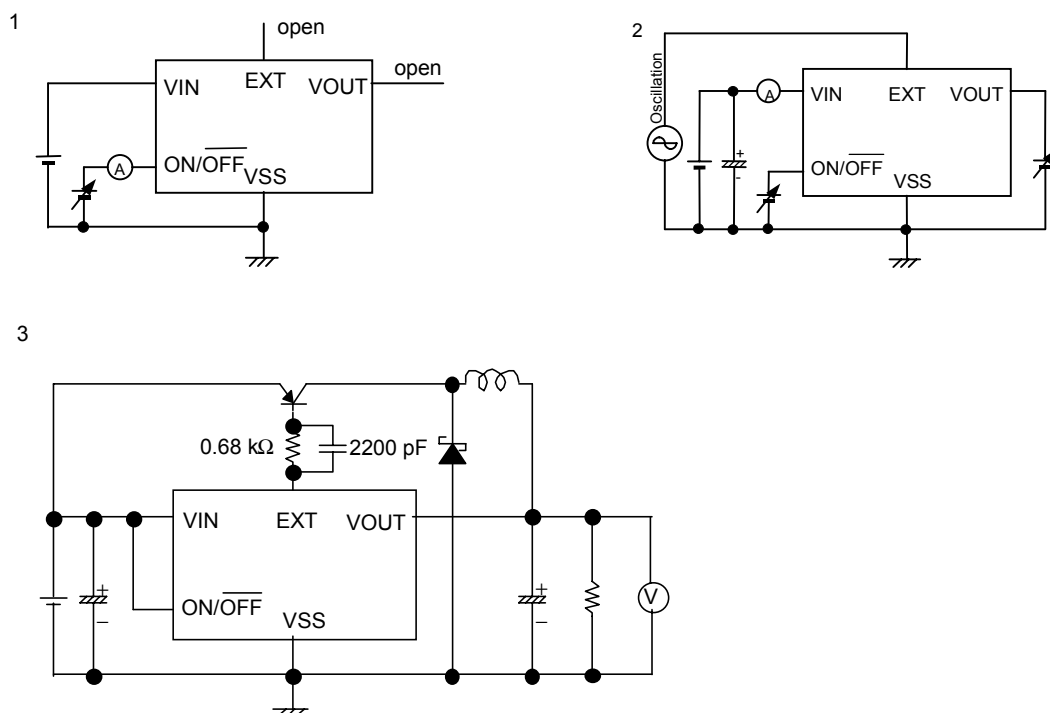 1
open
VIN
EXT
VOUT
open
A
ON/OFF
VSS
2
Oscillation
A
VIN
EXT
VOUT
+
-
ON/OFF
VSS
3
0.68 kΩ
2200 pF
VIN
EXT
VOUT
+
−
ON/OFF
VSS
+
−
V